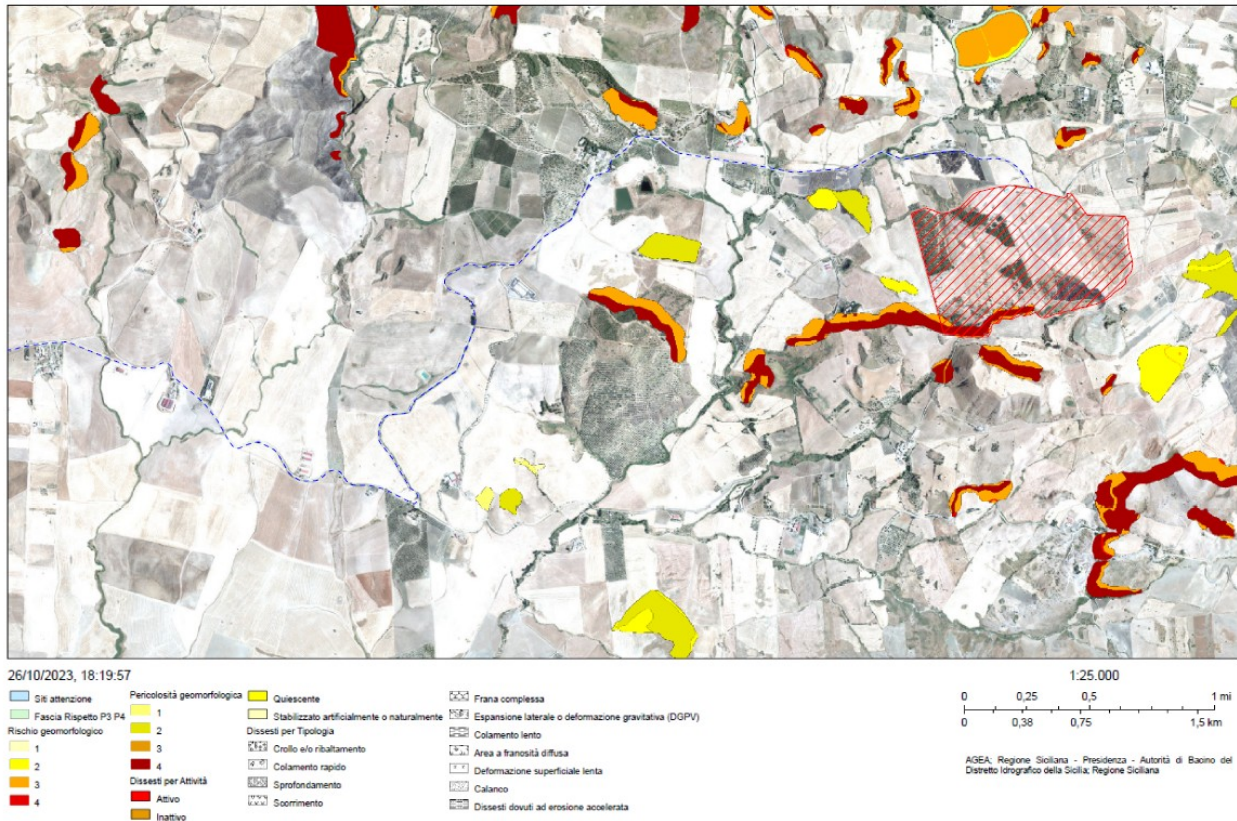 26/10/2023, 18:19:57
Siti attenzione
Fascia Rispetto P3 P4
Rischio geomorfologico
1
2
3
4
Pericolosità geomorfologica
1
2
3
4
Dissesti per Attività
Attivo
Inattivo
Quiescente
Stabilizzato artificialmente o naturalmente
Dissesti per Tipologia
Crollo e/o ribaltamento
Colamento rapido
Sprofondamento
Scorrimento
Frana complessa
Espansione laterale o deformazione gravitativa (DGPV)
Colamento lento
Area a franosità diffusa
Deformazione superficiale lenta
Calanco
Dissesti dovuti ad erosione accelerata
1:25.000
0 0,25 0,5 1 mi
0 0,38 0,75 1,5 km
AGEA; Regione Siciliana - Presidenza - Autorità di Bacino del
Distretto Idrografico della Sicilia; Regione Siciliana